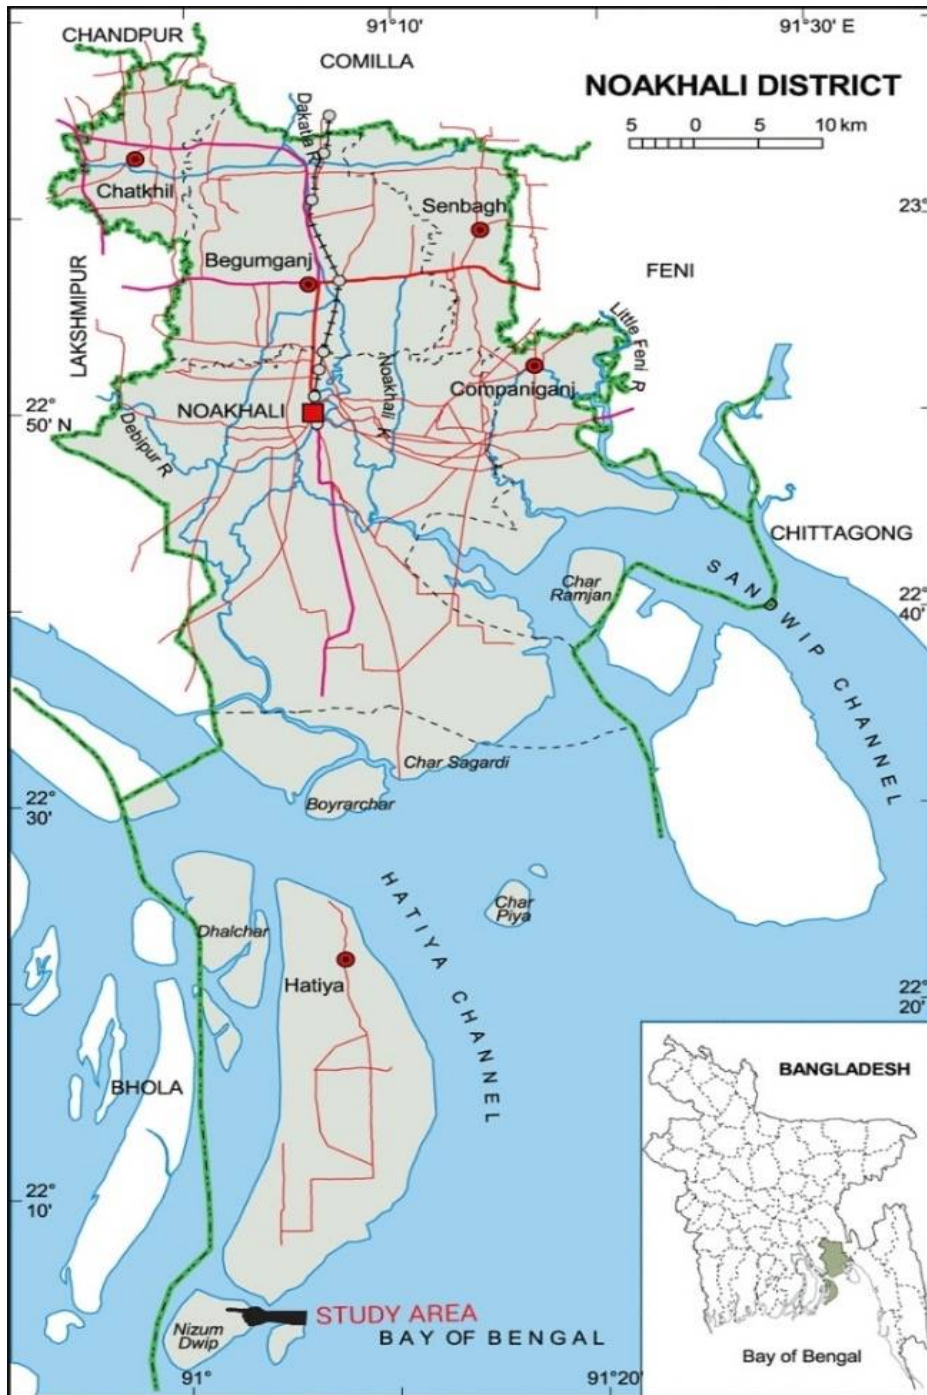 91°10'
91°30' E
CHANDPUR
COMILLA
NOAKHALI DISTRICT
5 0 5 10 km
Dakatia R
Chatkhil
Senbagh
23°
Begumganj
FENI
LAKSHMIPUR
Little Feni R
Noakhali K
Companiganj
22°
50' N
NOAKHALI
Debipur R
CHITTAGONG
SANWIP CHANNEL
Char
Ramjan
22°
40'
Char Sagardi
Boyrarchar
22°
30'
HATIYA CHANNEL
Char
Piya
Dhalchar
Hatiya
22°
20'
BHOLA
BANGLADESH
22°
10'
STUDY AREA
Nizum
Dwip
BAY OF BENGAL
Bay of Bengal
91°
91°20'